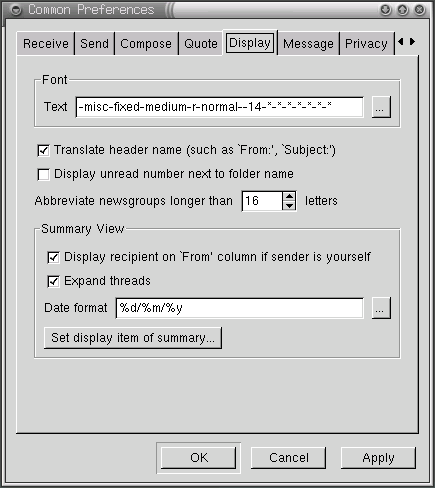 Common Preferences
Receive Send Compose Quote Display Message Privacy
Font
Text -misc-fixed-medium-r-normal--14-*-*-*-*-*-*-* ...
Translate header name (such as `From:', `Subject:')
Display unread number next to folder name
Abbreviate newsgroups longer than 16 letters
Summary View
Display recipient on `From' column if sender is yourself
Expand threads
Date format %d/%m/%y ...
Set display item of summary...
OK Cancel Apply